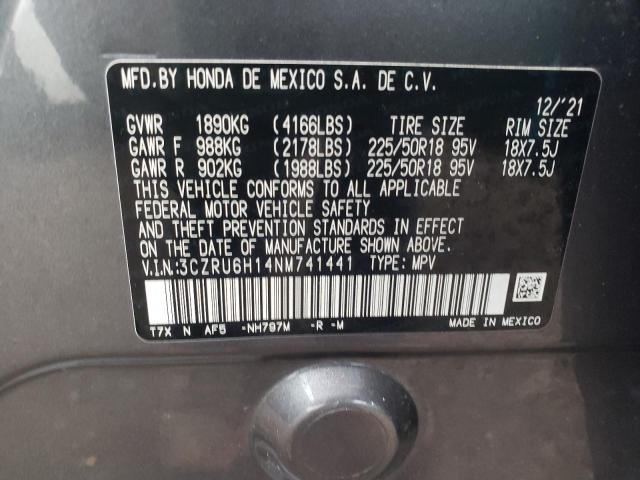 MFD.BY HONDA DE MEXICO S.A. DE C.V.
12/'21
GVWR 1890KG (4166LBS) TIRE SIZE RIM SIZE
GAWR F 988KG (2178LBS) 225/50R18 95V 18X7.5J
GAWR R 902KG (1988LBS) 225/50R18 95V 18X7.5J
THIS VEHICLE CONFORMS TO ALL APPLICABLE
FEDERAL MOTOR VEHICLE SAFETY
AND THEFT PREVENTION STANDARDS IN EFFECT
ON THE DATE OF MANUFACTURE SHOWN ABOVE.
V.I.N.:3CZRU6H14NM741441 TYPE: MPV
T7X N AF5 -NH797M -R -M MADE IN MEXICO